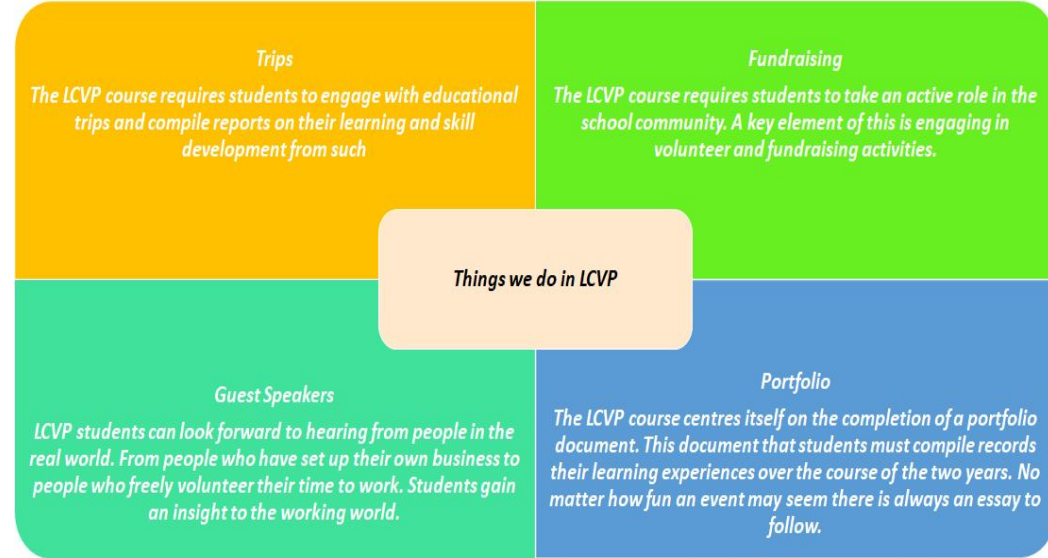 Trips
The LCVP course requires students to engage with educational
trips and compile reports on their learning and skill
development from such
Fundraising
The LCVP course requires students to take an active role in the
school community. A key element of this is engaging in
volunteer and fundraising activities.
Things we do in LCVP
Guest Speakers
LCVP students can look forward to hearing from people in the
real world. From people who have set up their own business to
people who freely volunteer their time to work. Students gain
an insight to the working world.
Portfolio
The LCVP course centres itself on the completion of a portfolio
document. This document that students must compile records
their learning experiences over the course of the two years. No
matter how fun an event may seem there is always an essay to
follow.